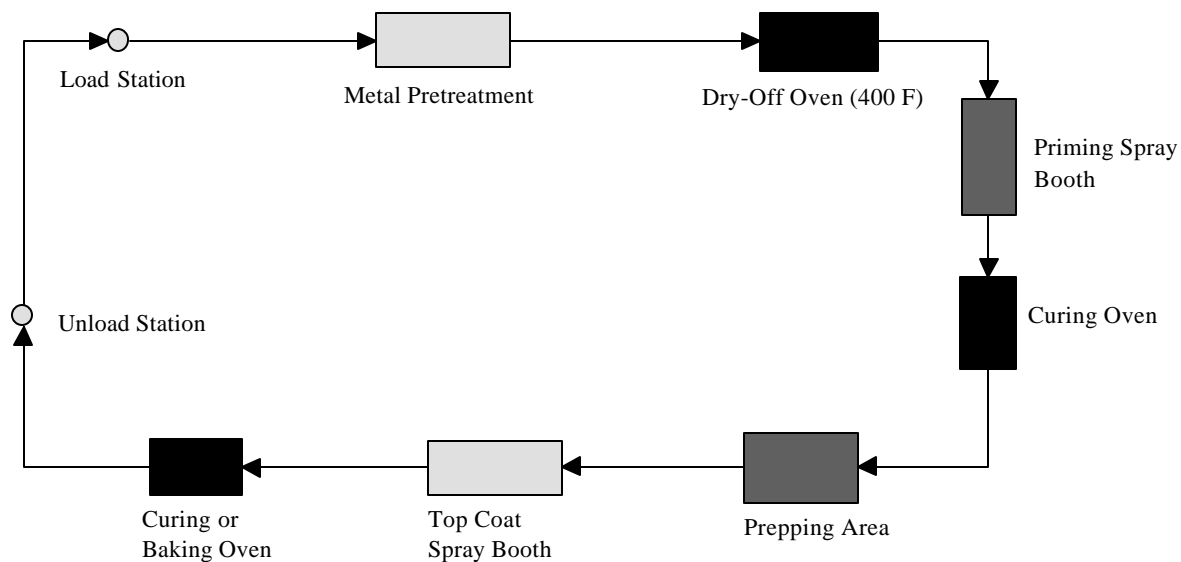 Load Station
Metal Pretreatment
Dry-Off Oven (400 F)
Priming Spray
Booth
Curing Oven
Unload Station
Curing or
Baking Oven
Top Coat
Spray Booth
Prepping Area